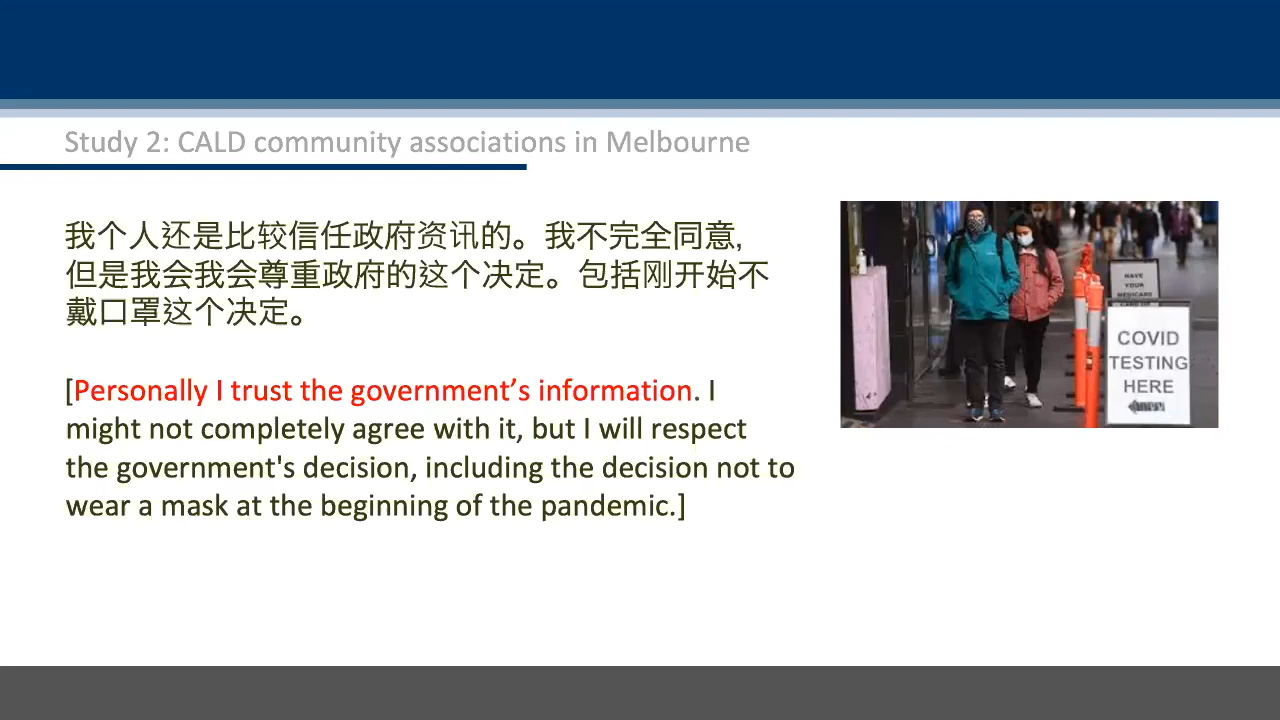 Study 2: CALD community associations in Melbourne
我个人还是比较信任政府资讯的。我不完全同意,
但是我会我会尊重政府的这个决定。包括刚开始不
戴口罩这个决定。
[Personally I trust the government’s information. I
might not completely agree with it, but I will respect
the government's decision, including the decision not to
wear a mask at the beginning of the pandemic.]
HAVE
YOUR
MEDICARE
COVID
TESTING
HERE